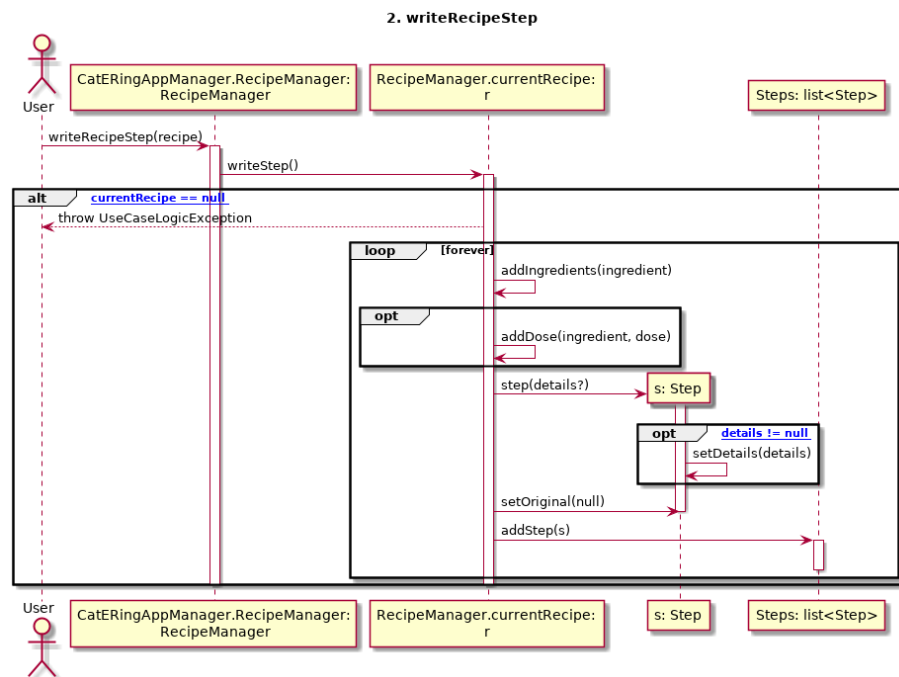 2. writeRecipeStep
User
CatERingAppManager.RecipeManager:
RecipeManager
RecipeManager.currentRecipe:
r
Steps: list<Step>
writeRecipeStep(recipe)
writeStep()
alt
currentRecipe == null
throw UseCaseLogicException
loop
[forever]
addIngredients(ingredient)
opt
addDose(ingredient, dose)
step(details?)
s: Step
opt
details != null
setDetails(details)
setOriginal(null)
addStep(s)
User
CatERingAppManager.RecipeManager:
RecipeManager
RecipeManager.currentRecipe:
r
s: Step
Steps: list<Step>